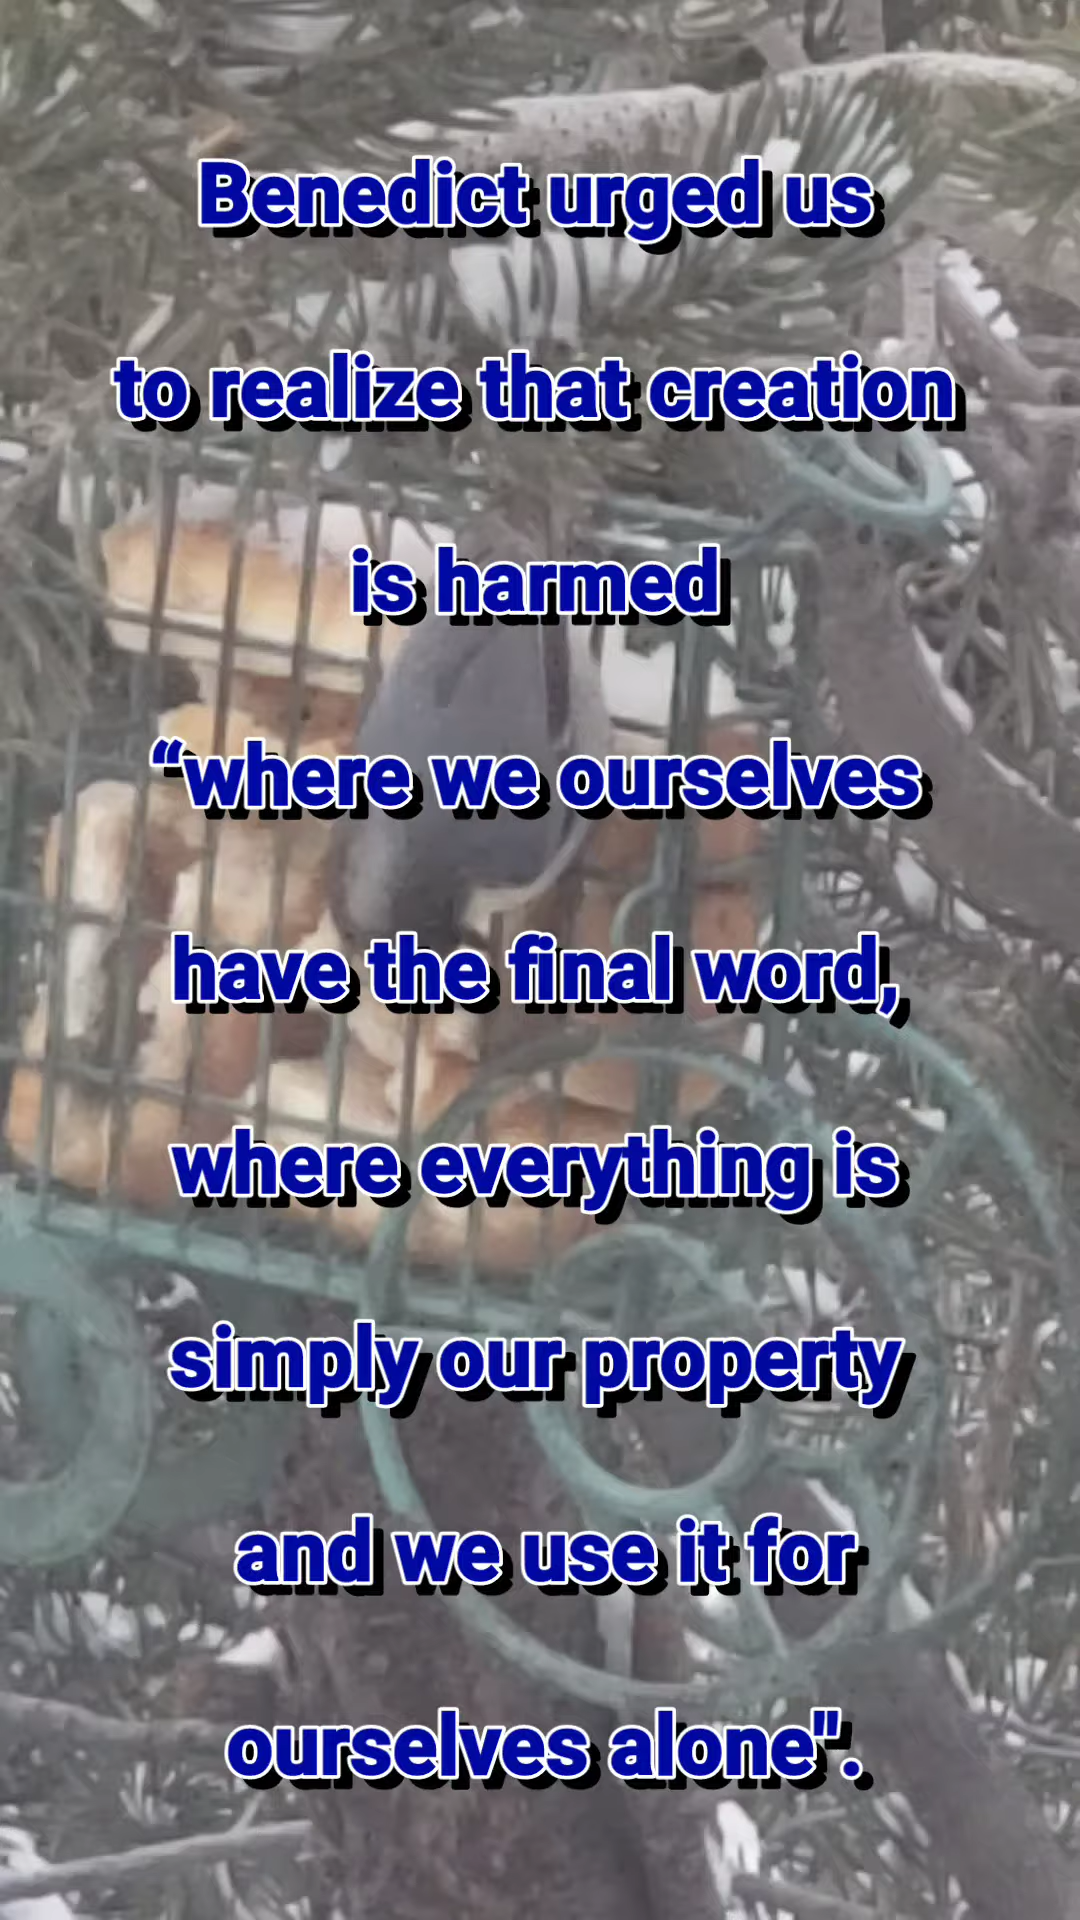 Benedict urged us
to realize that creation
is harmed
“where we ourselves
have the final word,
where everything is
simply our property
and we use it for
ourselves alone".